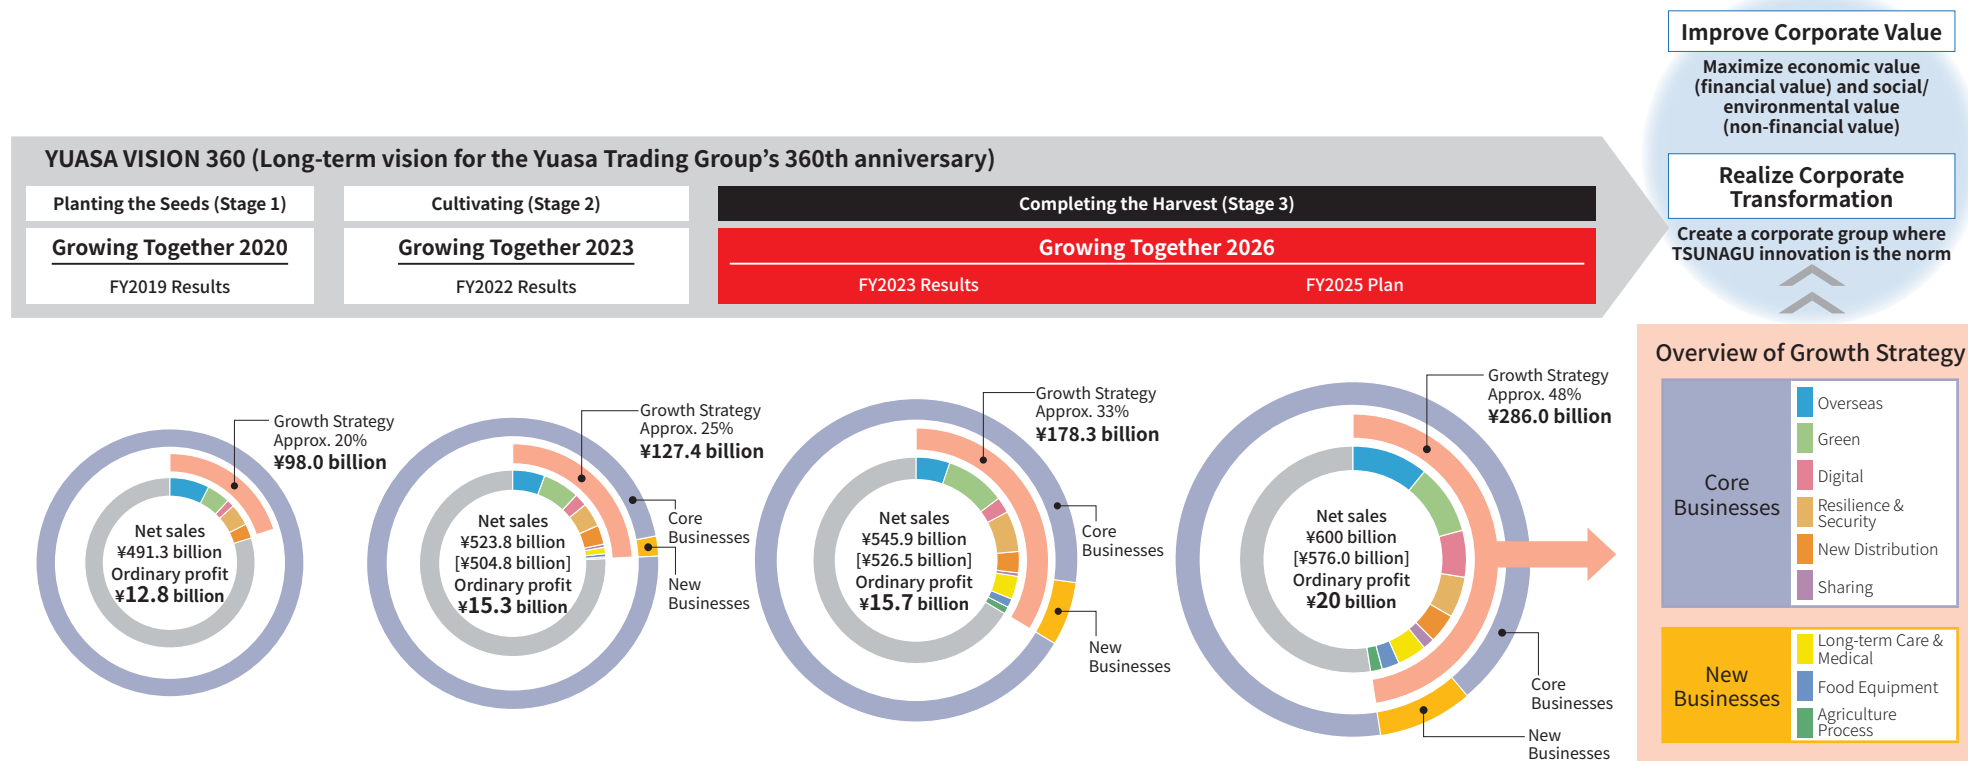 Improve Corporate Value
Maximize economic value
(financial value) and social/
environmental value
(non-financial value)
Realize Corporate
Transformation
Create a corporate group where
TSUNAGU innovation is the norm
YUASA VISION 360 (Long-term vision for the Yuasa Trading Group’s 360th anniversary)
Planting the Seeds (Stage 1)
Growing Together 2020
FY2019 Results
Cultivating (Stage 2)
Growing Together 2023
FY2022 Results
Completing the Harvest (Stage 3)
Growing Together 2026
FY2023 Results
FY2025 Plan
Growth Strategy
Approx. 20%
¥98.0 billion
Net sales
¥491.3 billion
Ordinary profit
¥12.8 billion
Growth Strategy
Approx. 25%
¥127.4 billion
Net sales
¥523.8 billion
[¥504.8 billion]
Ordinary profit
¥15.3 billion
Core
Businesses
New
Businesses
Growth Strategy
Approx. 33%
¥178.3 billion
Net sales
¥545.9 billion
[¥526.5 billion]
Ordinary profit
¥15.7 billion
Core
Businesses
New
Businesses
Growth Strategy
Approx. 48%
¥286.0 billion
Net sales
¥600 billion
[¥576.0 billion]
Ordinary profit
¥20 billion
Core
Businesses
New
Businesses
Overview of Growth Strategy
Core
Businesses
Overseas
Green
Digital
Resilience &
Security
New Distribution
Sharing
New
Businesses
Long-term Care &
Medical
Food Equipment
Agriculture
Process